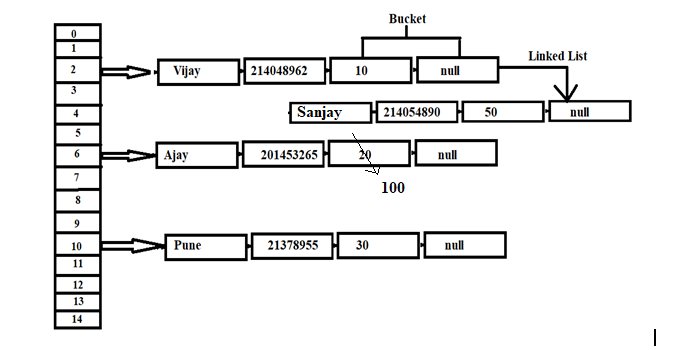 Bucket
0
1
Linked List
2 Vijay 214048962 10 null
3
4 Sanjay 214054890 50 null
5
6 Ajay 201453265 20 null
7
100
8
9
10 Pune 21378955 30 null
11
12
13
14